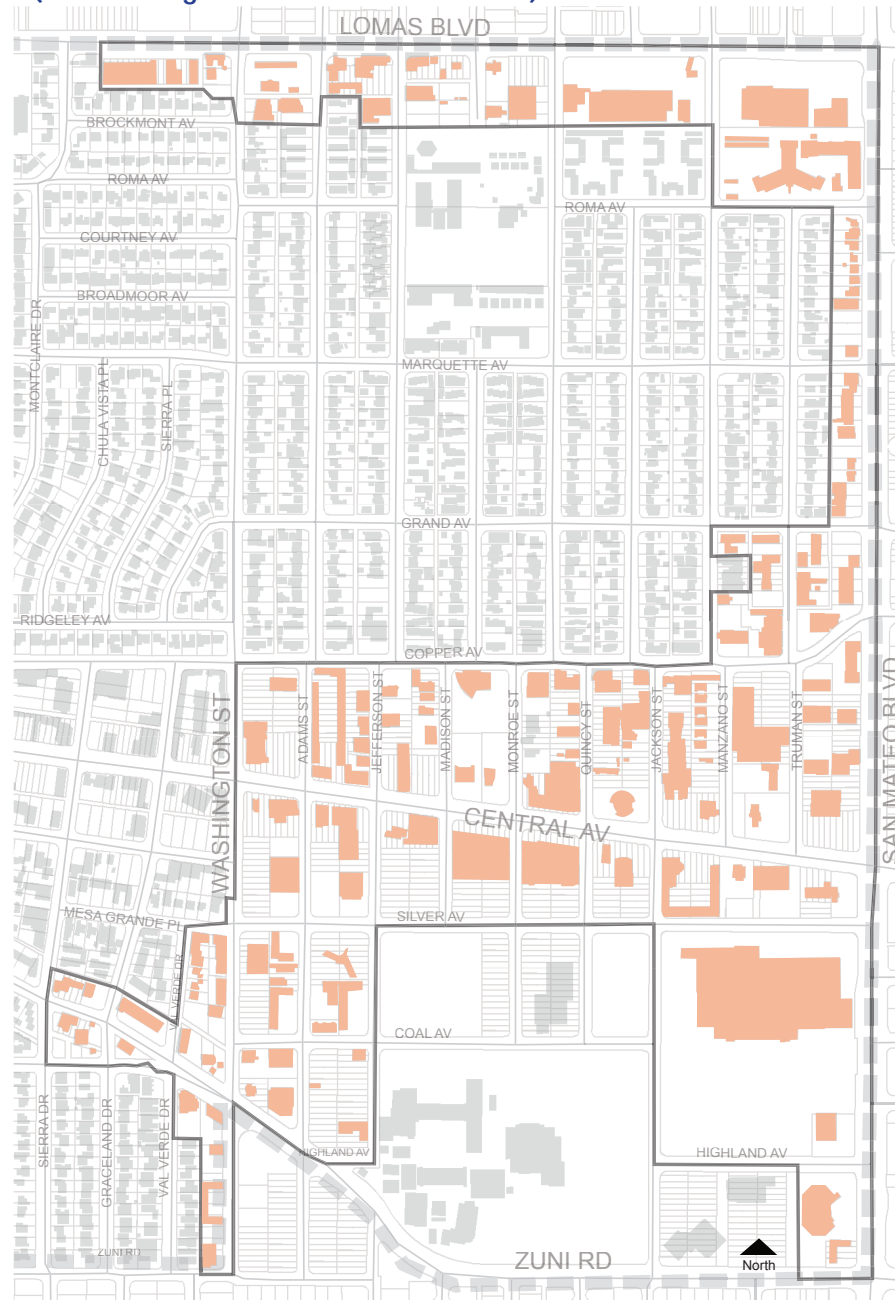 LOMAS BLVD
BROCKMONT AV
ROMA AV
ROMA AV
COURTNEY AV
BROADMOOR AV
MONTCLAIRE DR
CHULA VISTA PL
SIERRA PL
MARQUETTE AV
GRAND AV
RIDGELEY AV
COPPER AV
WASHINGTON ST
ADAMS ST
JEFFERSON ST
MADISON ST
MONROE ST
QUINCY ST
JACKSON ST
MANZANO ST
TRUMAN ST
SAN MATEO BLVD
CENTRAL AV
MESA GRANDE PL
SILVER AV
VAL VERDE DR
COAL AV
SIERRA DR
GRACELAND DR
VAL VERDE DR
HIGHLAND AV
HIGHLAND AV
ZUNI RD
ZUNI RD
North